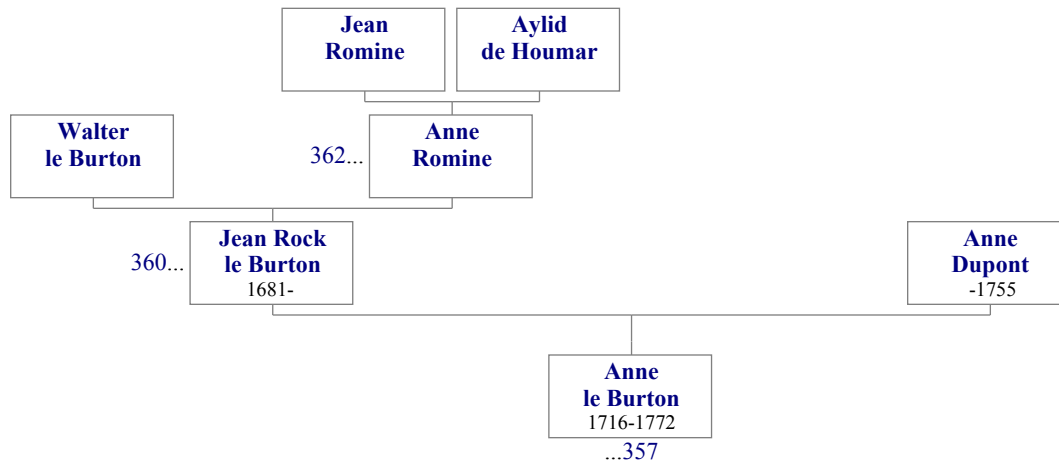 Jean
Romine
Aylid
de Houmar
Walter
le Burton
362...
Anne
Romine
360...
Jean Rock
le Burton
1681-
Anne
Dupont
-1755
Anne
le Burton
1716-1772
...357